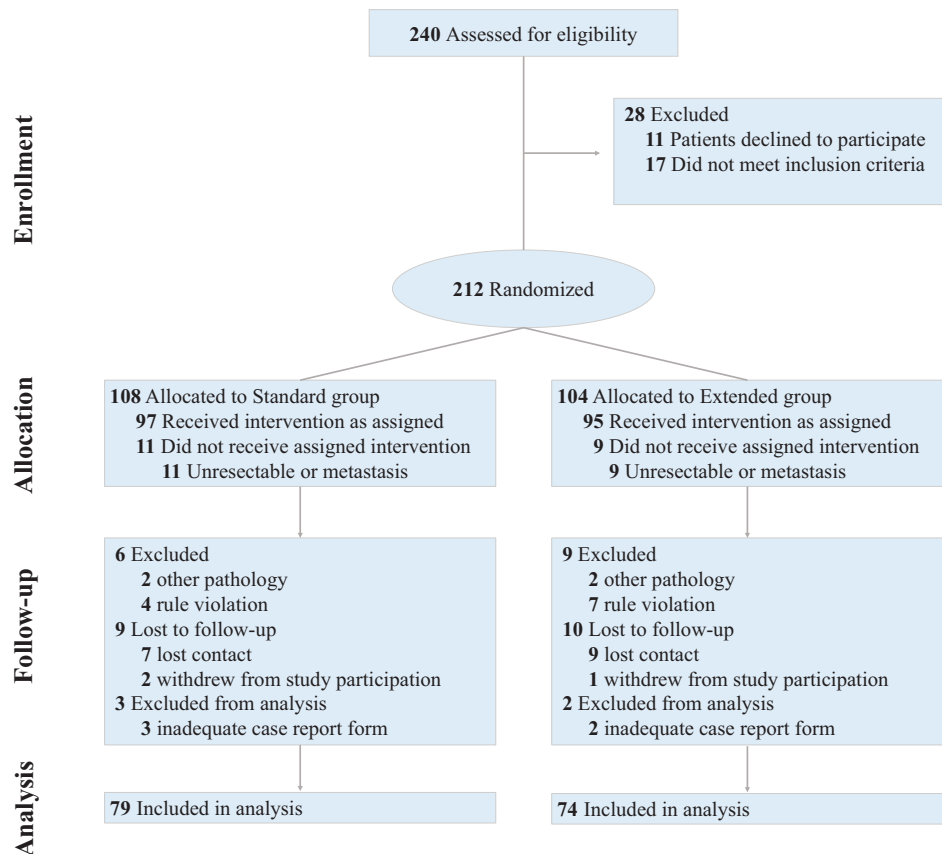 240 Assessed for eligibility
Enrollment
28 Excluded
11 Patients declined to participate
17 Did not meet inclusion criteria
212 Randomized
Allocation
108 Allocated to Standard group
97 Received intervention as assigned
11 Did not receive assigned intervention
11 Unresectable or metastasis
104 Allocated to Extended group
95 Received intervention as assigned
9 Did not receive assigned intervention
9 Unresectable or metastasis
Follow-up
6 Excluded
2 other pathology
4 rule violation
9 Lost to follow-up
7 lost contact
2 withdrew from study participation
3 Excluded from analysis
3 inadequate case report form
9 Excluded
2 other pathology
7 rule violation
10 Lost to follow-up
9 lost contact
1 withdrew from study participation
2 Excluded from analysis
2 inadequate case report form
Analysis
79 Included in analysis
74 Included in analysis